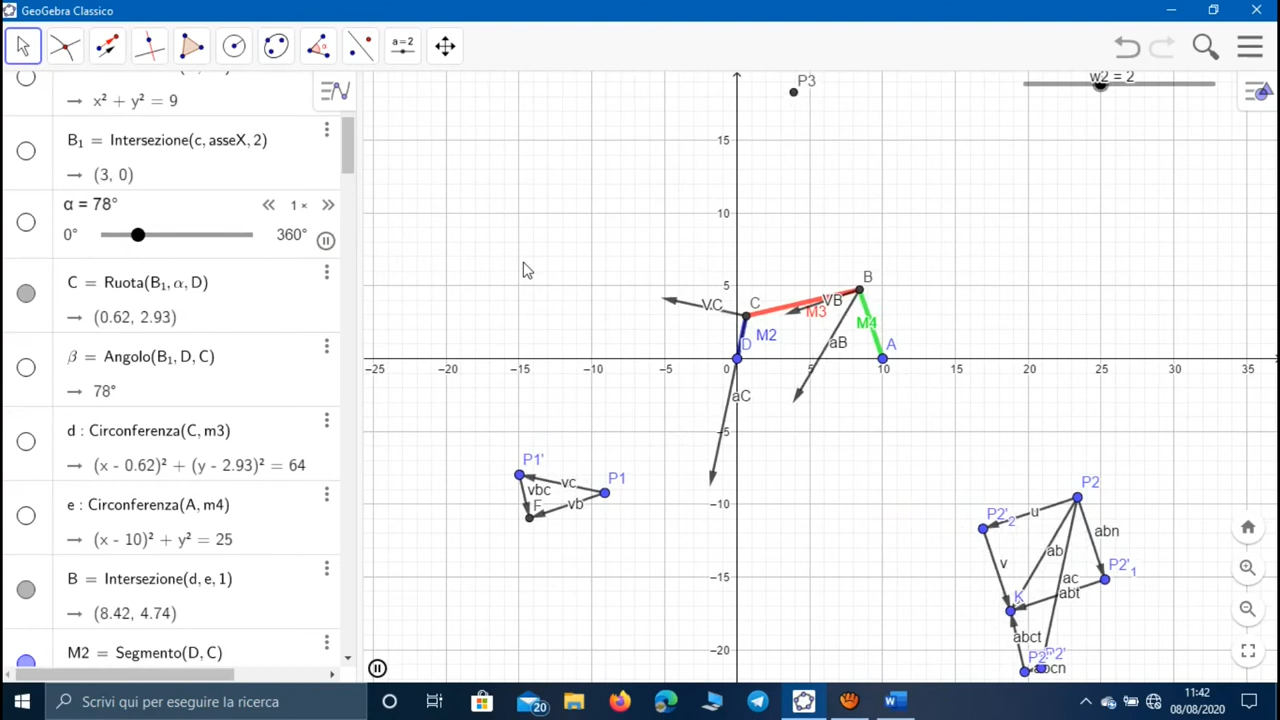 GeoGebra Classico
a=2
→ x² + y² = 9
B₁ = Intersezione(c, asseX, 2)
→ (3, 0)
α = 78°
1 ×
0°
360°
C = Ruota(B₁, α, D)
→ (0.62, 2.93)
β = Angolo(B₁, D, C)
→ 78°
d : Circonferenza(C, m3)
→ (x - 0.62)² + (y - 2.93)² = 64
e : Circonferenza(A, m4)
→ (x - 10)² + y² = 25
B = Intersezione(d, e, 1)
→ (8.42, 4.74)
M2 = Segmento(D, C)
w2 = 2
P3
15
10
5
B
C
VC
VB
M3
M4
M2
D
A
aB
aC
-25
-20
-15
-10
-5
0
5
10
15
20
25
30
35
-5
-10
-15
-20
P1'
P1
vc
vbc
F
vb
P2
P2'₂
u
abn
v
ab
P2'₁
ac
abt
K
abct
P2''
P2'
abcn
Scrivi qui per eseguire la ricerca
20
11:42
08/08/2020